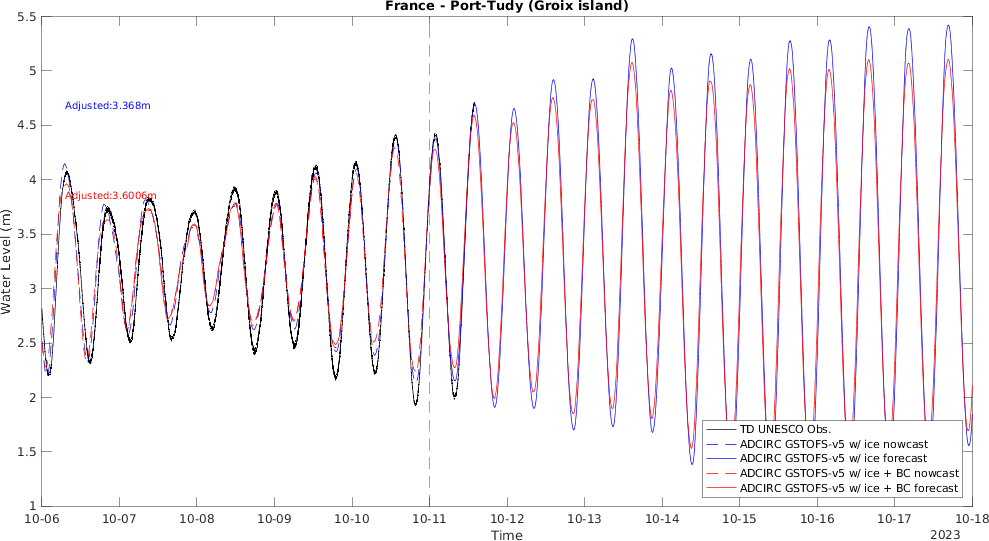 France - Port-Tudy (Groix island)
5.5
5
4.5
4
3.5
3
2.5
2
1.5
1
Water Level (m)
Adjusted:3.368m
Adjusted:3.6006m
TD UNESCO Obs.
ADCIRC GSTOFS-v5 w/ ice nowcast
ADCIRC GSTOFS-v5 w/ ice forecast
ADCIRC GSTOFS-v5 w/ ice + BC nowcast
ADCIRC GSTOFS-v5 w/ ice + BC forecast
10-06 10-07 10-08 10-09 10-10 10-11 10-12 10-13 10-14 10-15 10-16 10-17 10-18
Time
2023